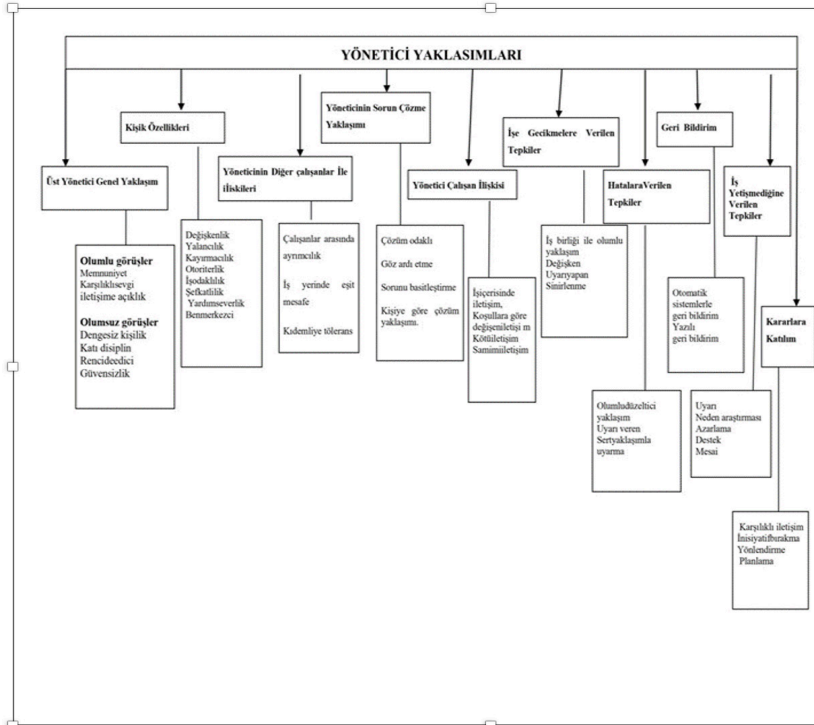 YÖNETİCİ YAKLASIMLARI
Kişik Özellikleri
Yöneticinin Sorun Çözme
Yaklaşımı
İşe Gecikmelere Verilen
Tepkiler
Geri Bildirim
Üst Yönetici Genel Yaklaşım
Yöneticinin Diğer çalışanlar İle
iIiskileri
Yönetici Çalışan İlişkisi
HatalaraVerilen
Tepkiler
İş
Yetişmediğine
Verilen
Tepkiler
Kararlara
Katılım
Olumlu görüşler
Memnuniyet
Karşılıklısevgi
iletişime açıklık
Olumsuz görüşler
Dengesiz kişilik
Katı disiplin
Rencideedici
Güvensizlik
Değişkenlik
Yalancılık
Kayırmacılık
Otoriterlik
İşodaklılık
Şefkatlilik
Yardımseverlik
Benmerkezci
Çalışanlar arasında
ayrımcılık
İş yerinde eşit
mesafe
Kıdemliye tölerans
Çözüm odaklı
Göz ardı etme
Sorunu basitleştirme
Kişiye göre çözüm
yaklaşımı.
İşiçerisinde
iletişim,
Koşullara göre
değişeniletişi m
Kötüiletişim
Samimiiletişim
İş birliği ile olumlu
yaklaşım
Değişken
Uyarıyapan
Sinirlenme
Olumludüzeltici
yaklaşım
Uyarı veren
Sertyaklaşımla
uyarma
Otomatik
sistemlerle
geri bildirim
Yazılı
geri bildirim
Uyarı
Neden araştırması
Azarlama
Destek
Mesai
Karşılıklı iletişim
İnisiyatifbırakma
Yönlendirme
Planlama